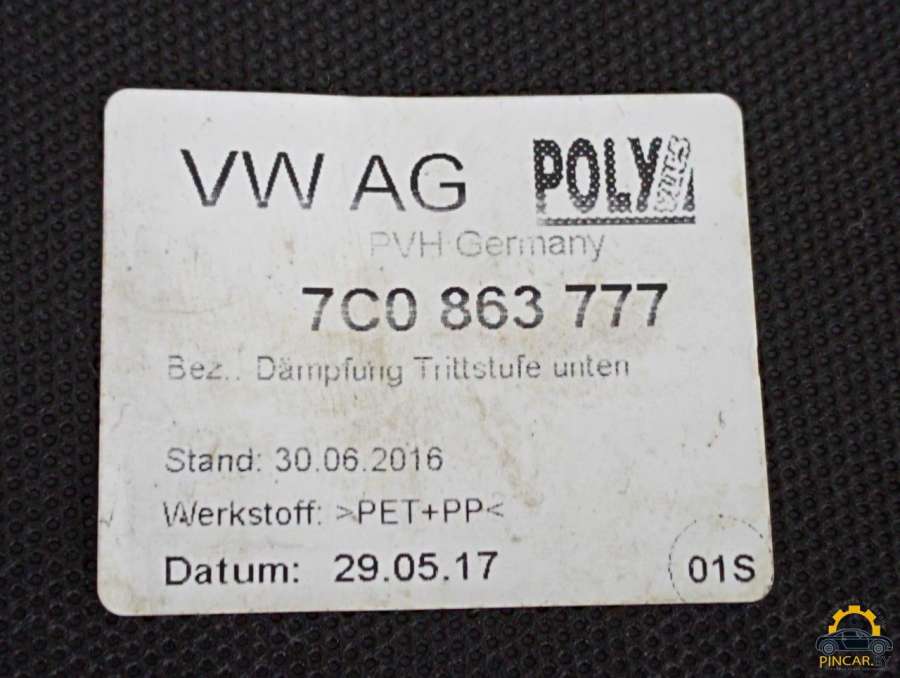 VW AG
POLY
PVH Germany
7C0 863 777
Bez.: Dämpfung Trittstufe unten
Stand: 30.06.2016
Werkstoff: >PET+PP<
Datum: 29.05.17
01S
PINCAR.BY